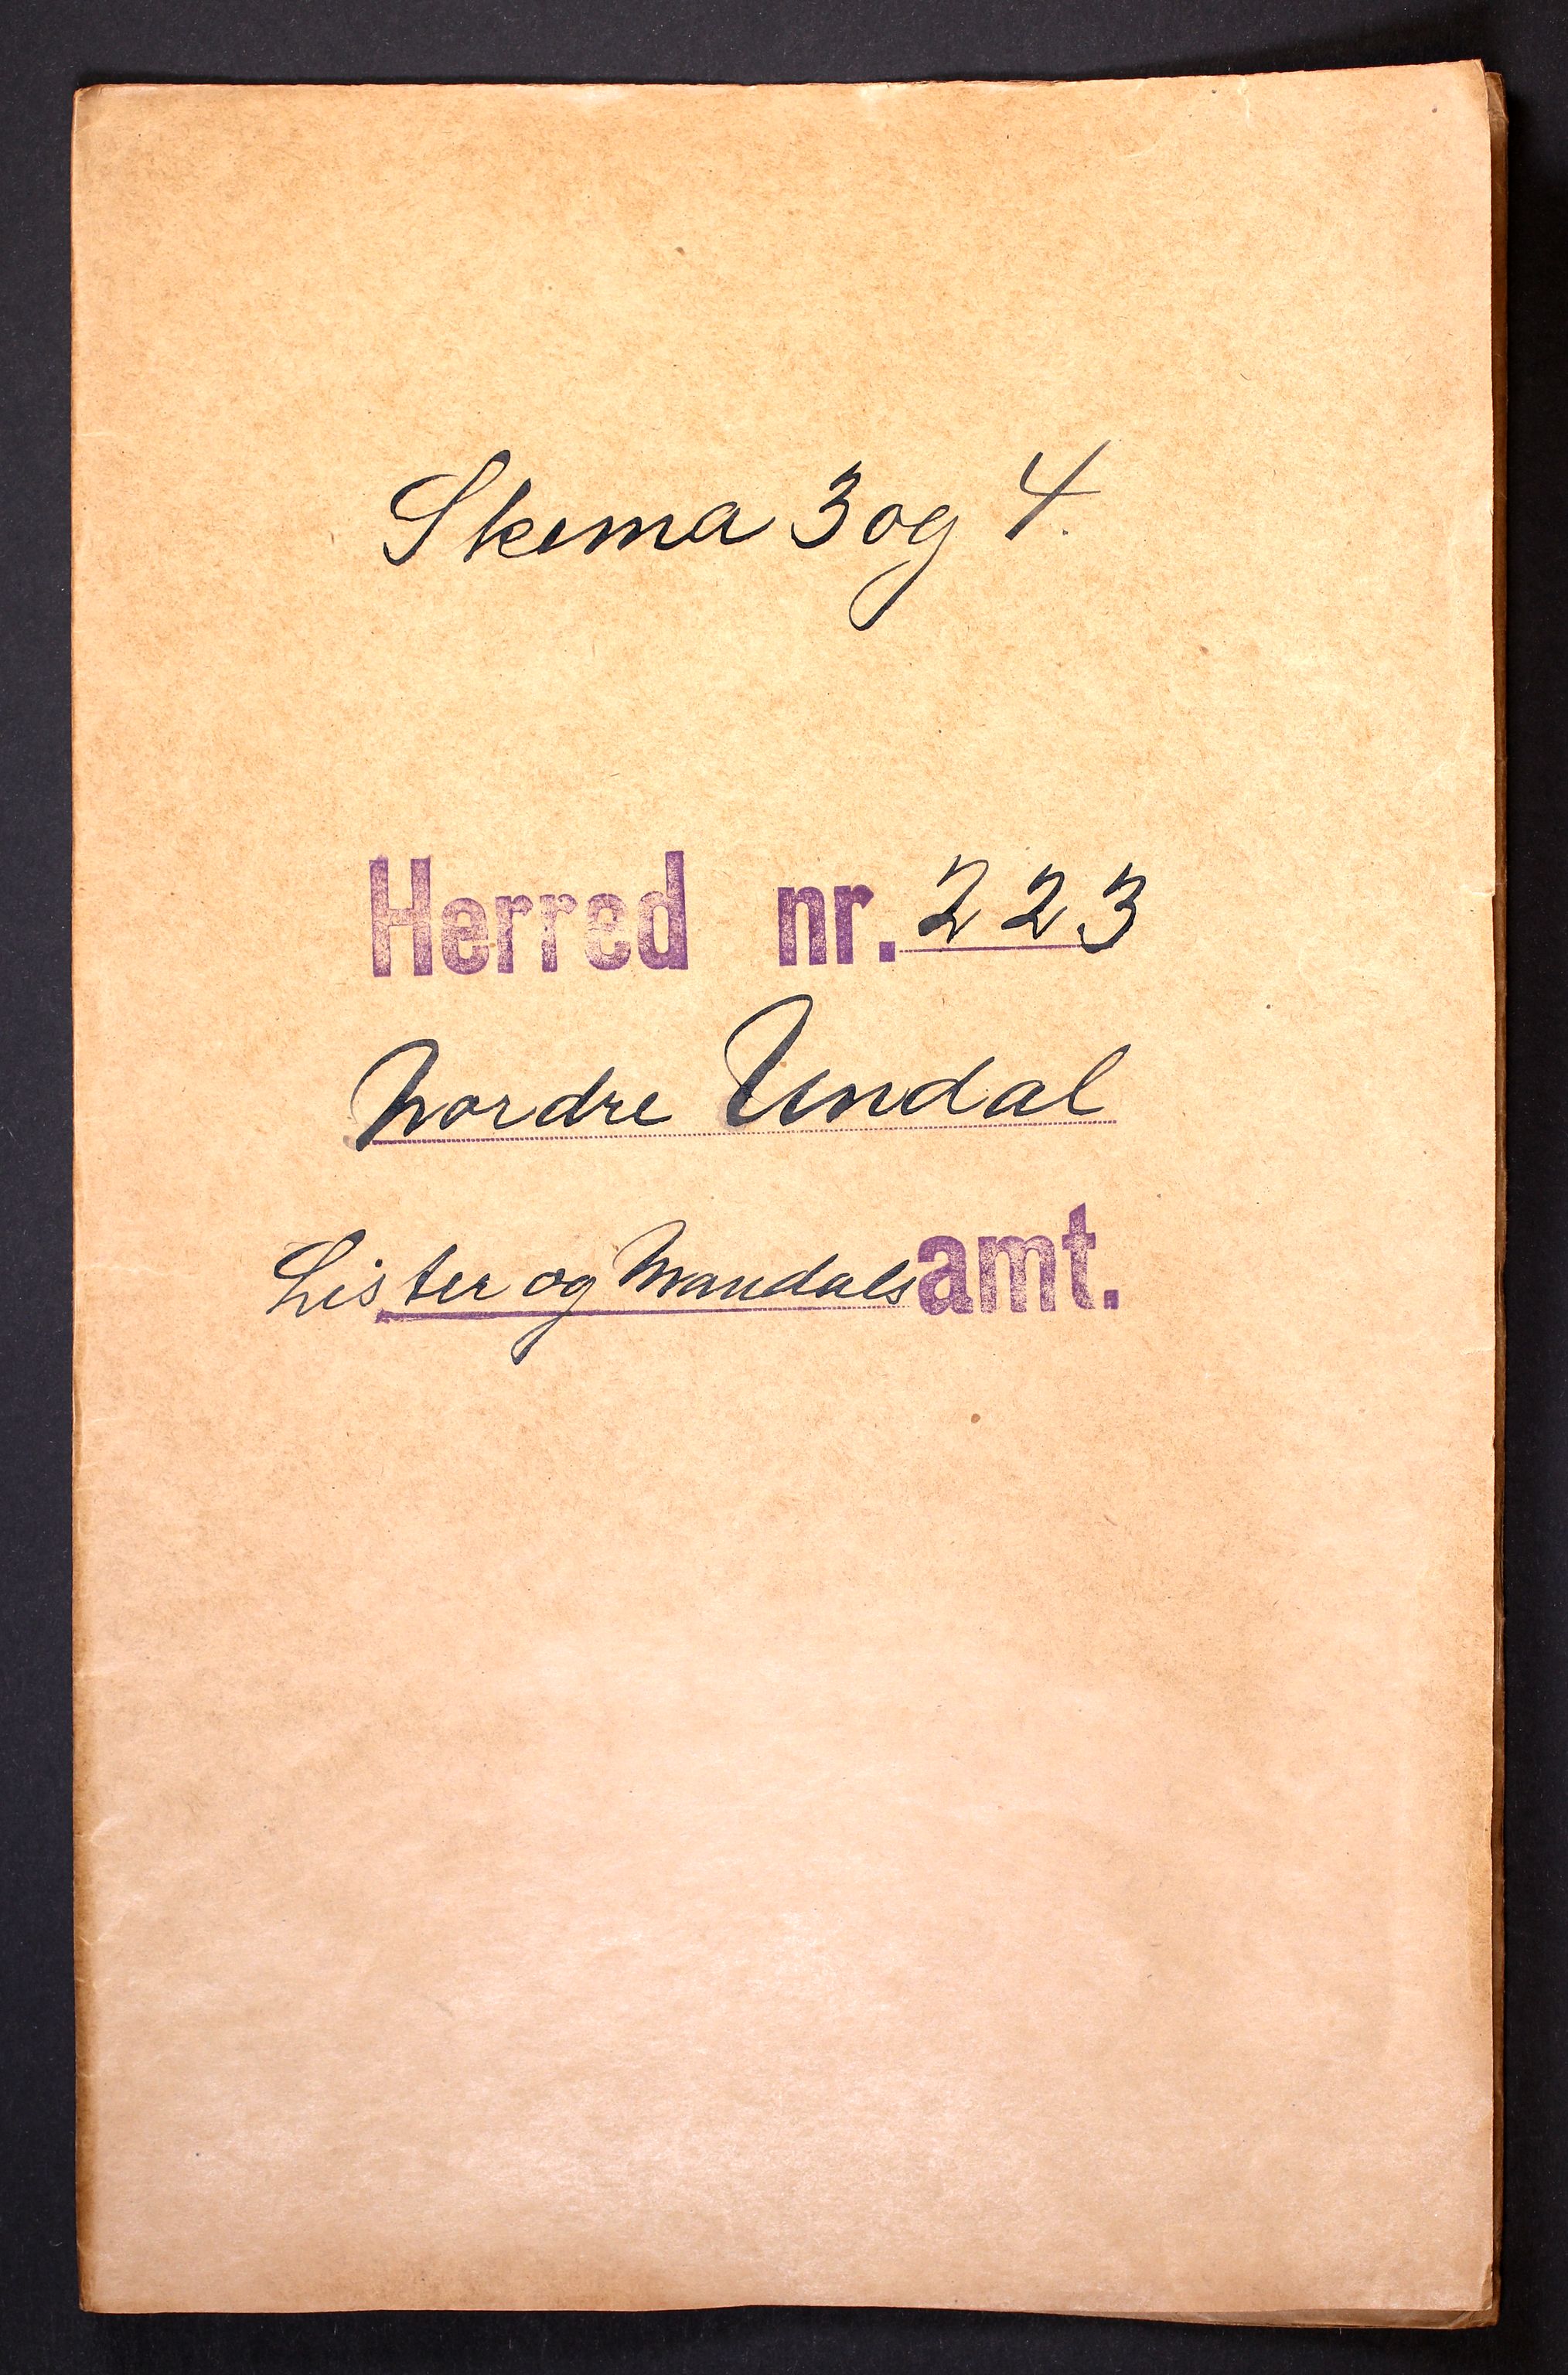 Skema 3 og 4.
Herred nr. 223
Nordre Undal
Lister og Mandals amt.